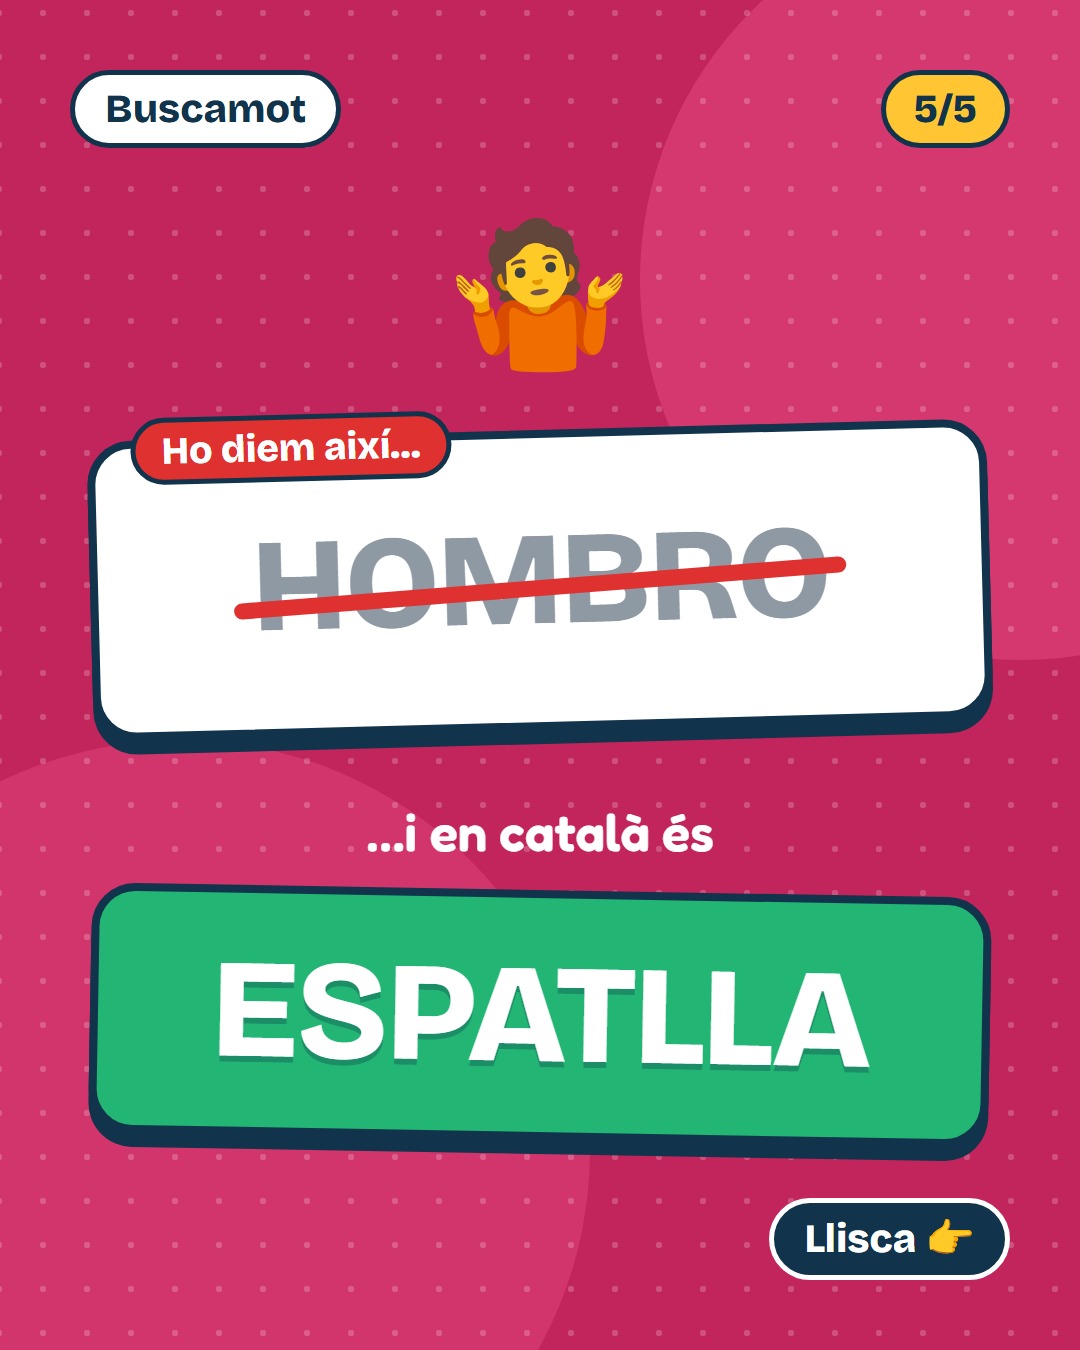 Buscamot
5/5
Ho diem així...
HOMBRO
...i en català és
ESPATLLA
Llisca 👉